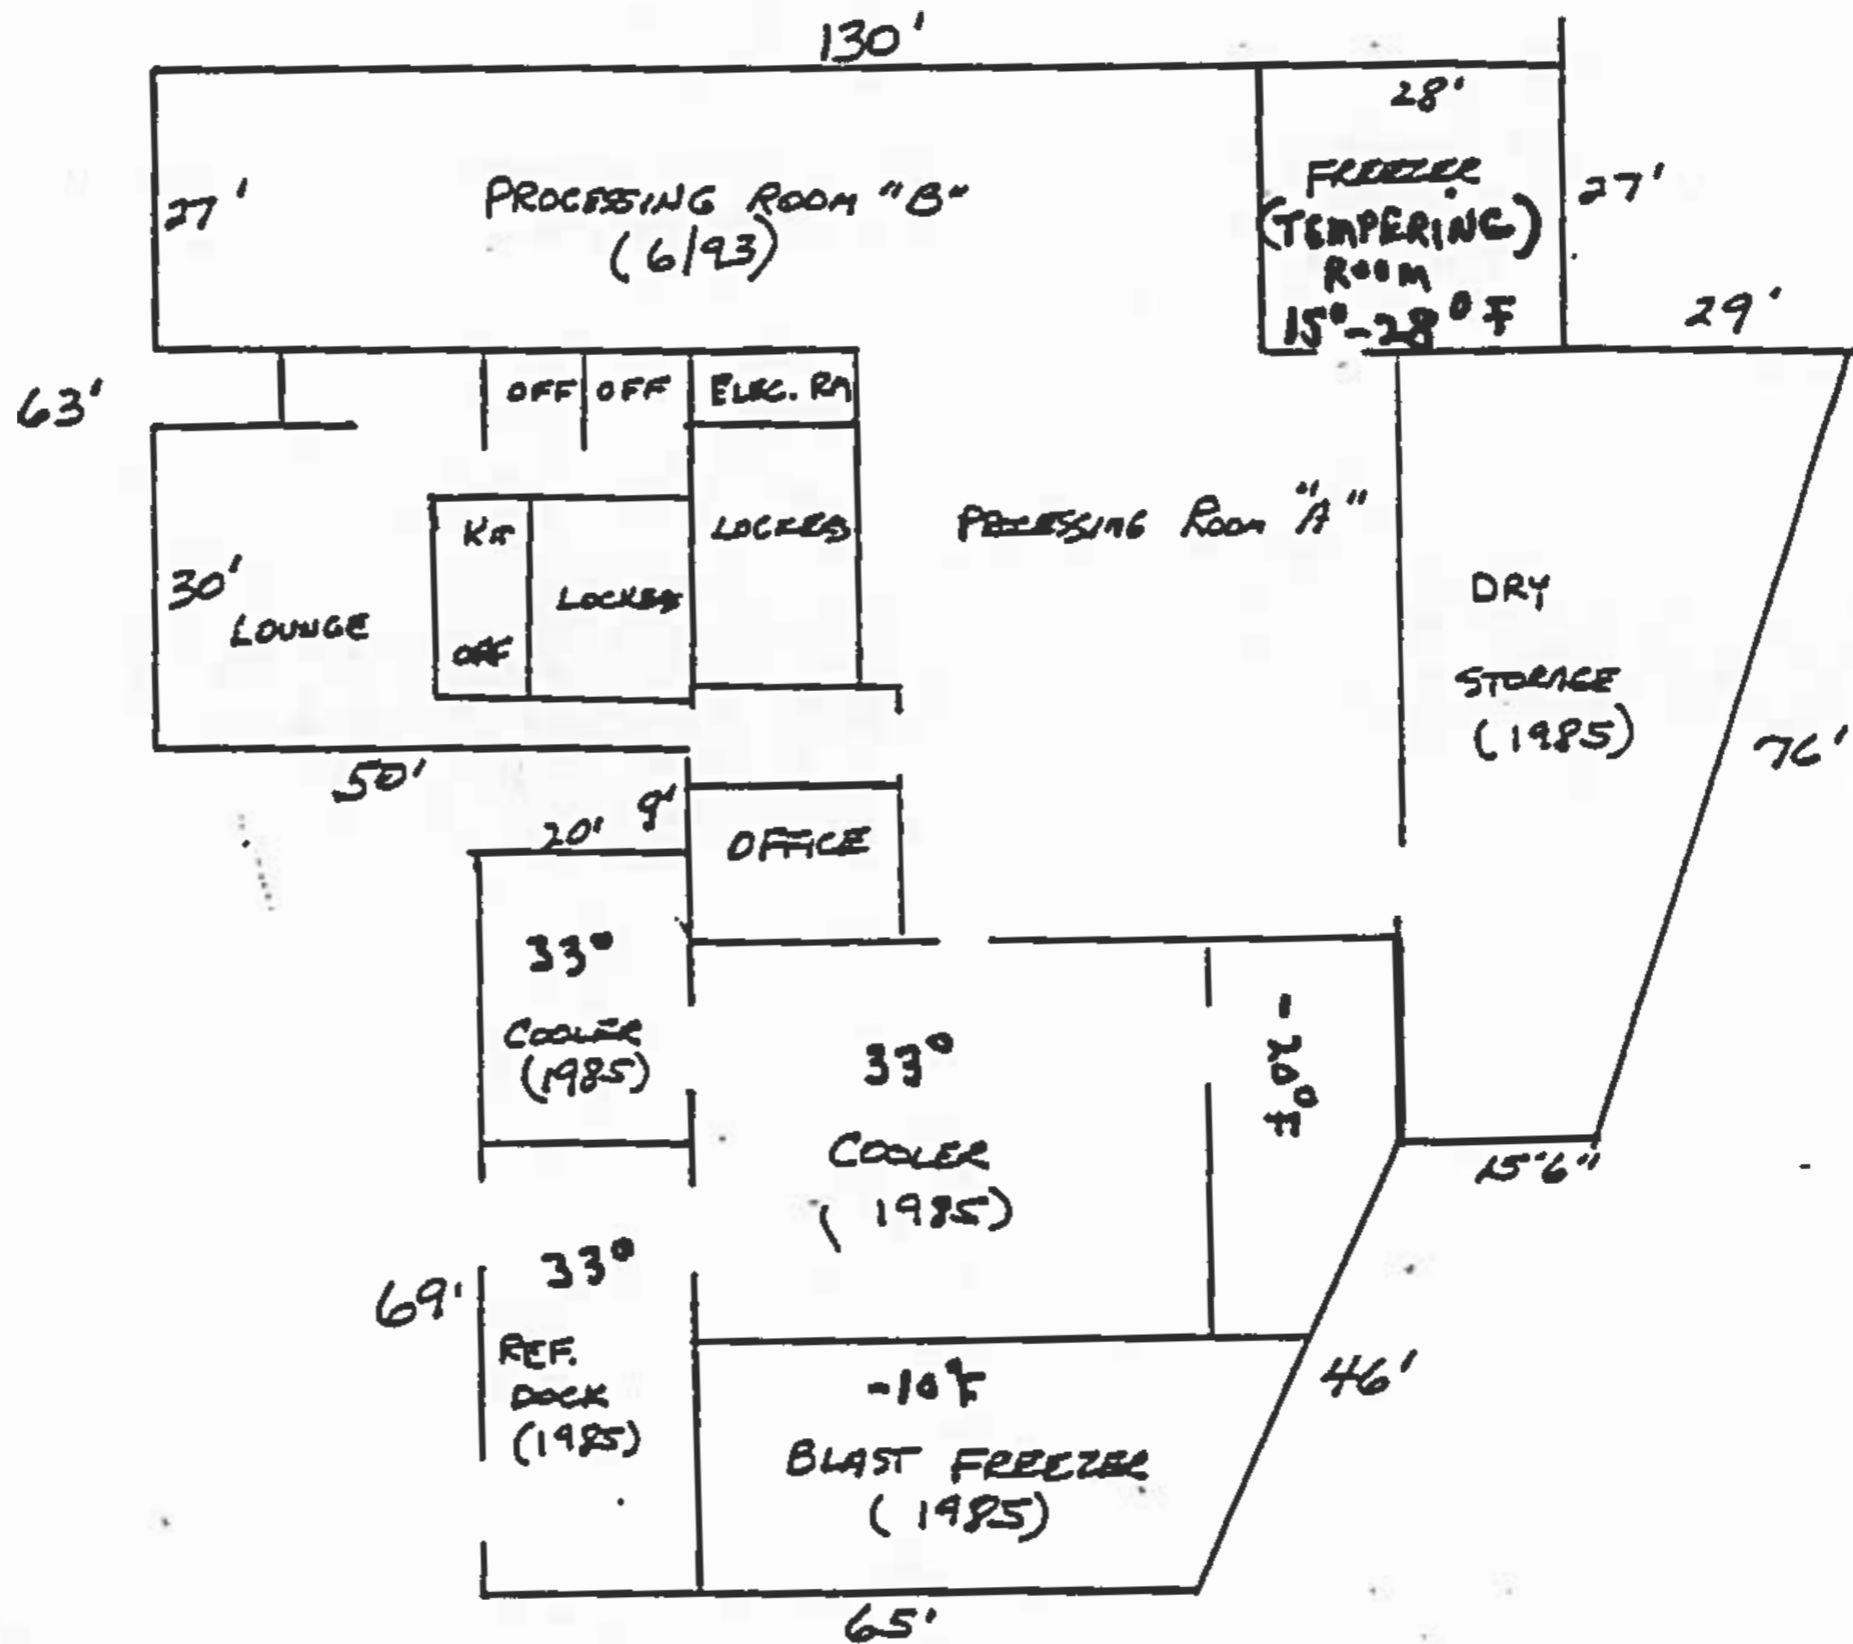 130'
28'
27'
PROCESSING ROOM "B"
(6/93)
FREEZER
(TEMPERING)
ROOM
15°-28°F
27'
29'
63'
OFF
OFF
ELEC. RM
LOCKERS
PROCESSING ROOM "A"
30'
LOUNGE
OFF
LOCKERS
DRY
STORAGE
(1985)
76'
50'
9'
20'
OFFICE
33°
COOLER
(1985)
33°
COOLER
(1985)
-20°F
15'6"
69'
33°
REF.
DOCK
(1985)
-10°F
BLAST FREEZER
(1985)
46'
65'